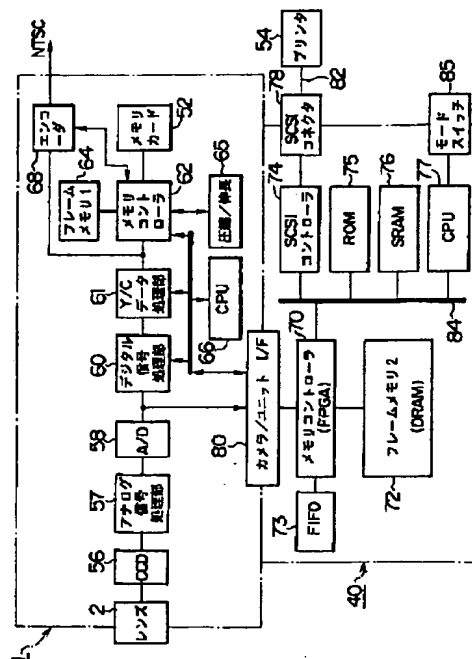 NTSC
68
エンコーダ
64
フレーム
メモリ1
メモリ
カード
52
62
メモリ
コント
ローラ
65
圧縮/伸長
61
Y/C
データ
処理部
66
CPU
60
デジタル
信号
処理部
58
A/D
57
アナログ
信号
処理部
56
CCD
2
レンズ
80
カメラ/ユニット I/F
54
プリンタ
82
78
SCSI
コネクタ
85
モード
スイッチ
74
SCSI
コントローラ
75
ROM
76
SRAM
77
CPU
84
70
メモリコントローラ
(FPGA)
73
FIFO
72
フレームメモリ2
(DRAM)
40